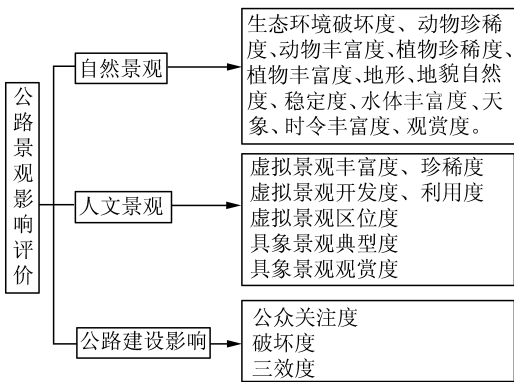 公路景观影响评价
自然景观
生态环境破坏度、动物珍稀
度、动物丰富度、植物珍稀度、
植物丰富度、地形、地貌自然
度、稳定度、水体丰富度、天
象、时令丰富度、观赏度。
人文景观
虚拟景观丰富度、珍稀度
虚拟景观开发度、利用度
虚拟景观区位度
具象景观典型度
具象景观观赏度
公路建设影响
公众关注度
破坏度
三效度